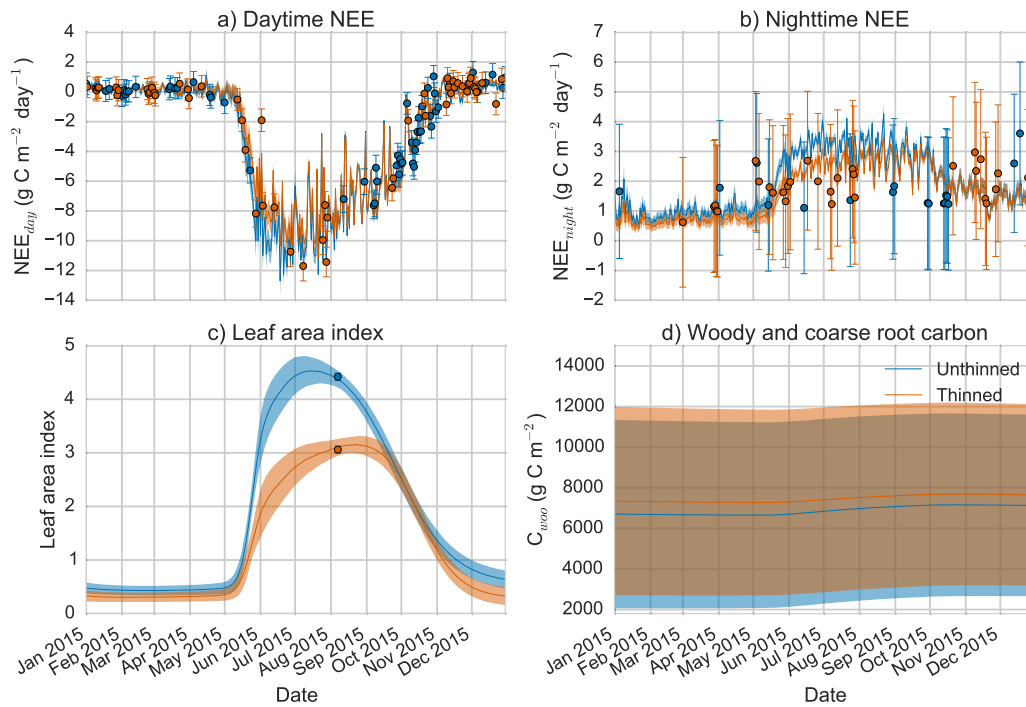 a) Daytime NEE
4
2
0
−2
−4
−6
−8
−10
−12
−14
NEE_day (g C m⁻² day⁻¹)
b) Nighttime NEE
7
6
5
4
3
2
1
0
−1
−2
NEE_night (g C m⁻² day⁻¹)
c) Leaf area index
5
4
3
2
1
0
Leaf area index
Jan 2015
Feb 2015
Mar 2015
Apr 2015
May 2015
Jun 2015
Jul 2015
Aug 2015
Sep 2015
Oct 2015
Nov 2015
Dec 2015
Date
d) Woody and coarse root carbon
14000
12000
10000
8000
6000
4000
2000
C_woo (g C m⁻²)
Unthinned
Thinned
Jan 2015
Feb 2015
Mar 2015
Apr 2015
May 2015
Jun 2015
Jul 2015
Aug 2015
Sep 2015
Oct 2015
Nov 2015
Dec 2015
Date